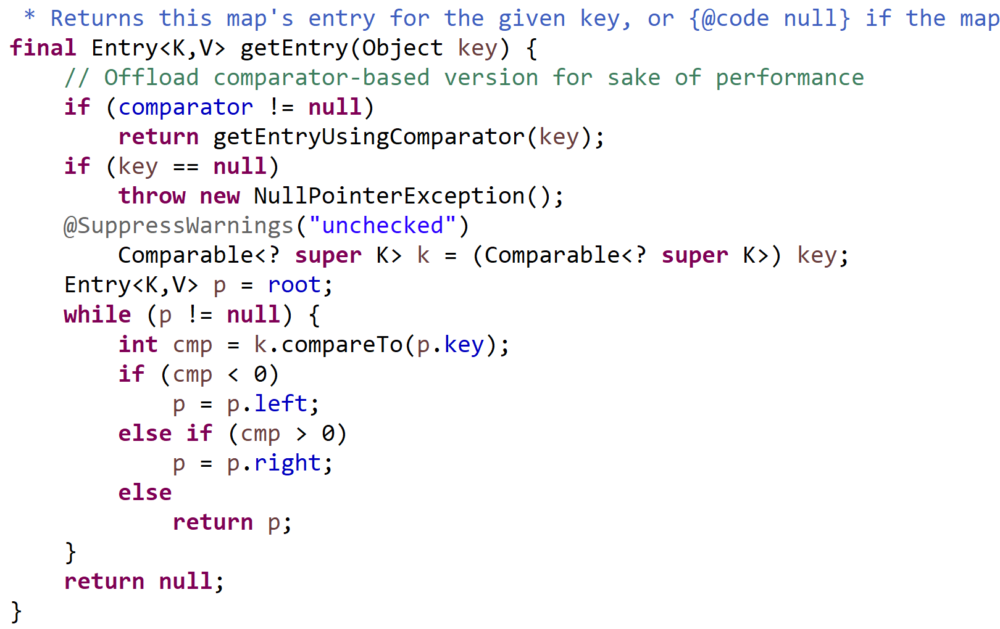 * Returns this map's entry for the given key, or {@code null} if the map
final Entry<K,V> getEntry(Object key) {
// Offload comparator-based version for sake of performance
if (comparator != null)
return getEntryUsingComparator(key);
if (key == null)
throw new NullPointerException();
@SuppressWarnings("unchecked")
Comparable<? super K> k = (Comparable<? super K>) key;
Entry<K,V> p = root;
while (p != null) {
int cmp = k.compareTo(p.key);
if (cmp < 0)
p = p.left;
else if (cmp > 0)
p = p.right;
else
return p;
}
return null;
}